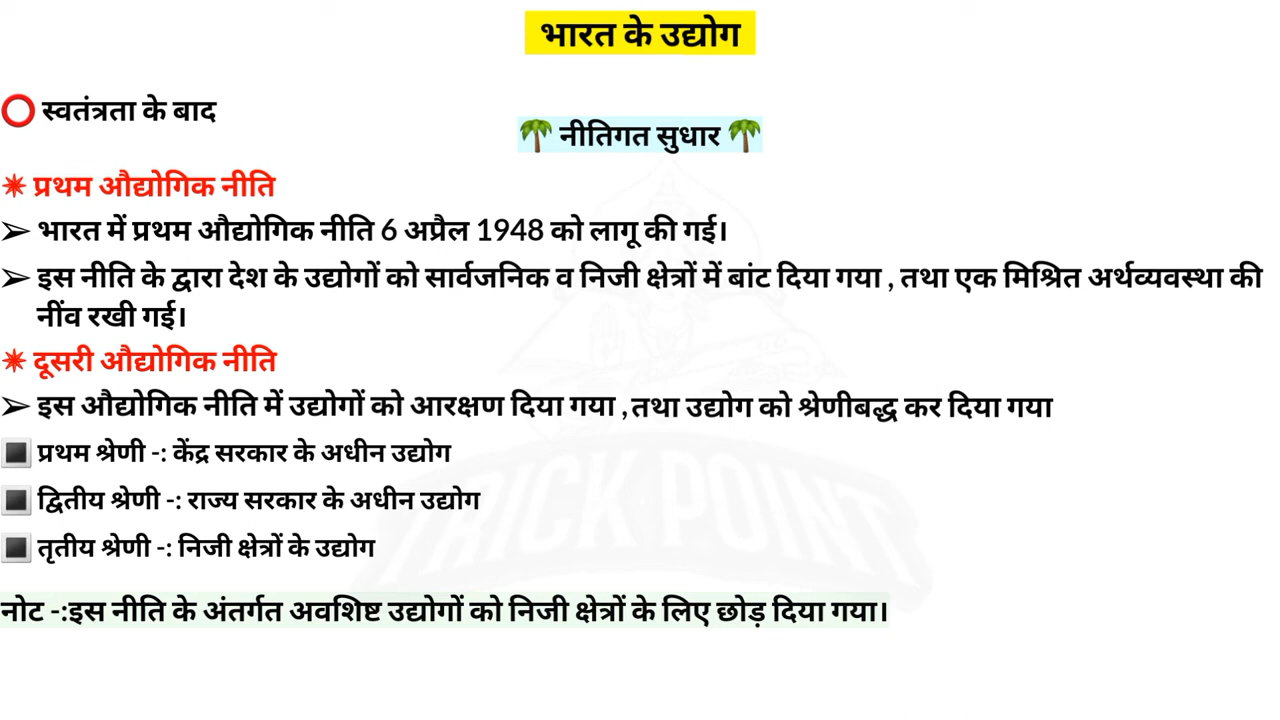 भारत के उद्योग
⭕ स्वतंत्रता के बाद
🌴 नीतिगत सुधार 🌴
✴ प्रथम औद्योगिक नीति
➢ भारत में प्रथम औद्योगिक नीति 6 अप्रैल 1948 को लागू की गई।
➢ इस नीति के द्वारा देश के उद्योगों को सार्वजनिक व निजी क्षेत्रों में बांट दिया गया , तथा एक मिश्रित अर्थव्यवस्था की
नींव रखी गई।
✴ दूसरी औद्योगिक नीति
➢ इस औद्योगिक नीति में उद्योगों को आरक्षण दिया गया ,तथा उद्योग को श्रेणीबद्ध कर दिया गया
🔳 प्रथम श्रेणी -: केंद्र सरकार के अधीन उद्योग
🔳 द्वितीय श्रेणी -: राज्य सरकार के अधीन उद्योग
🔳 तृतीय श्रेणी -: निजी क्षेत्रों के उद्योग
TRICK POINT
नोट -:इस नीति के अंतर्गत अवशिष्ट उद्योगों को निजी क्षेत्रों के लिए छोड़ दिया गया।